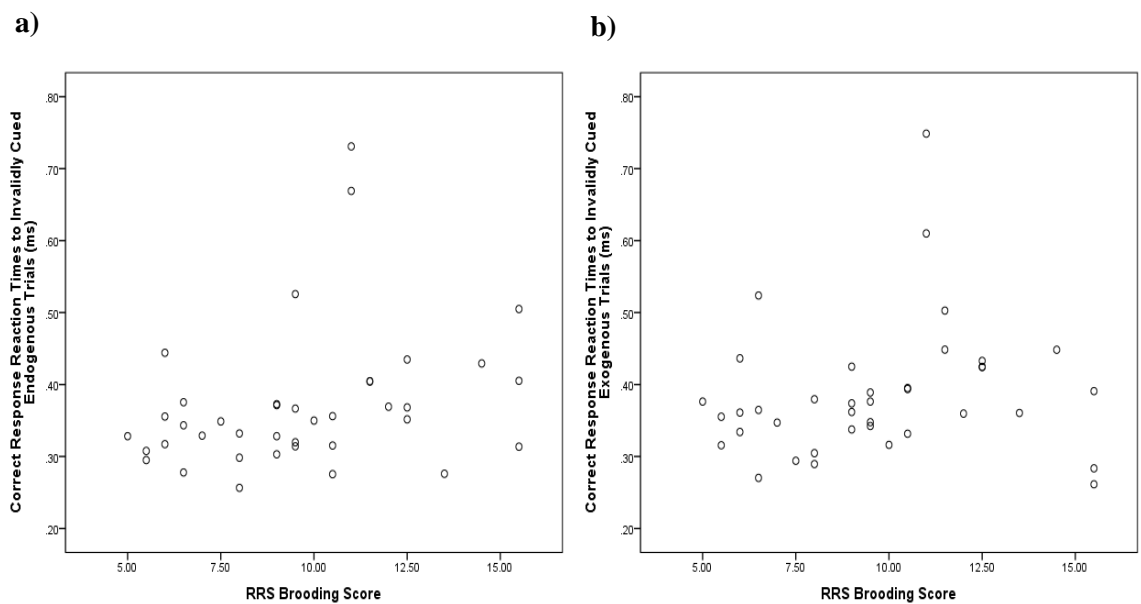 a)
Correct Response Reaction Times to Invalidly Cued
Endogenous Trials (ms)
.80
.70
.60
.50
.40
.30
.20
5.00 7.50 10.00 12.50 15.00
RRS Brooding Score
b)
Correct Response Reaction Times to Invalidly Cued
Exogenous Trials (ms)
.80
.70
.60
.50
.40
.30
.20
5.00 7.50 10.00 12.50 15.00
RRS Brooding Score